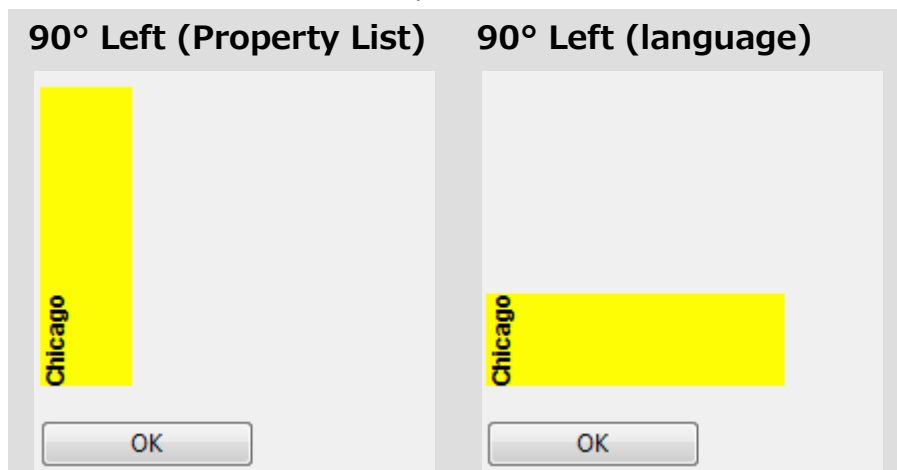 90° Left (Property List)
90° Left (language)
Chicago
Chicago
OK
OK